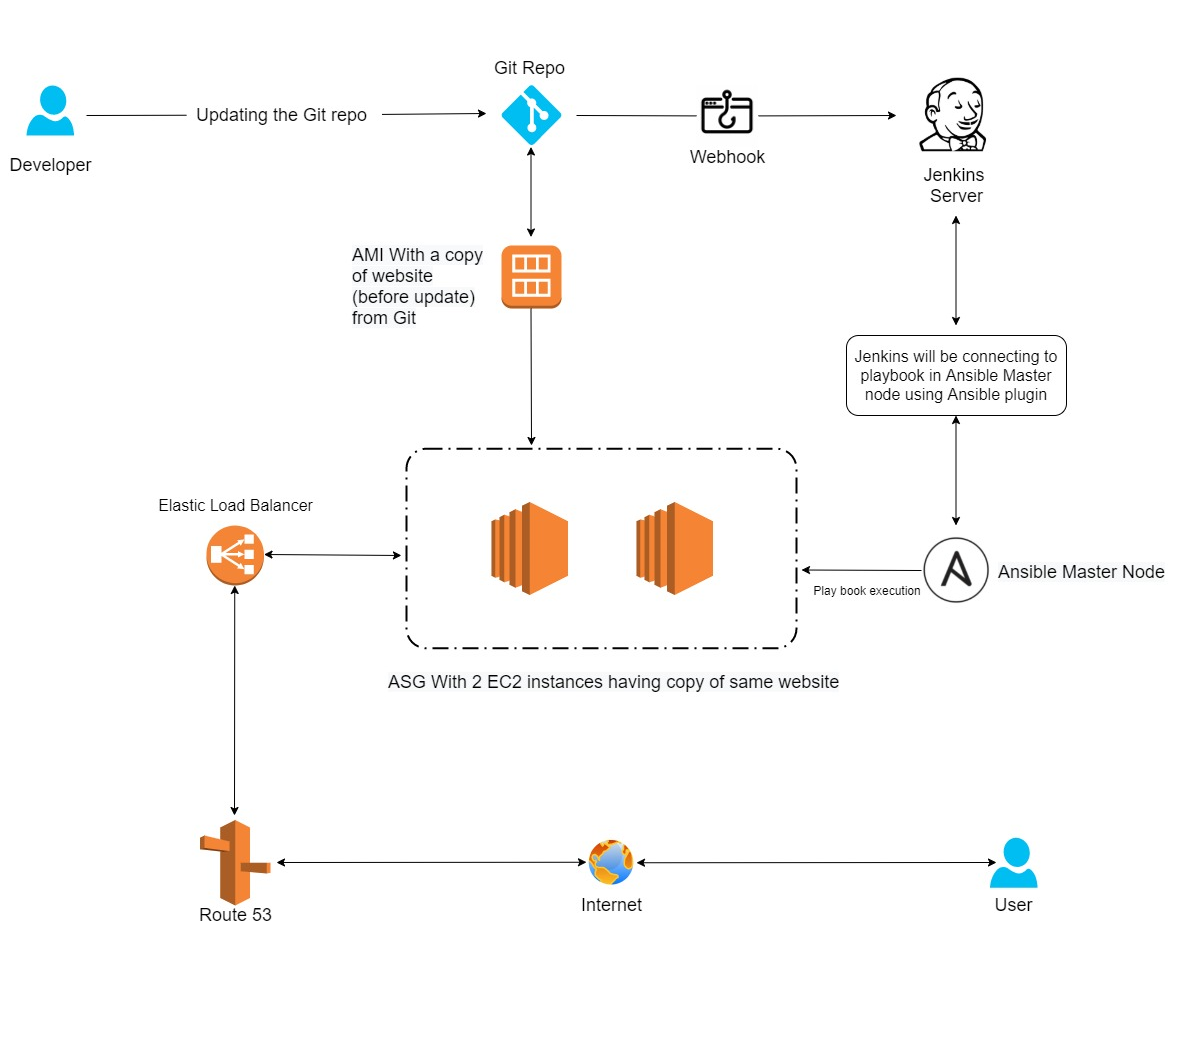 Git Repo
Developer
Updating the Git repo
Webhook
Jenkins
Server
AMI With a copy
of website
(before update)
from Git
Jenkins will be connecting to
playbook in Ansible Master
node using Ansible plugin
Elastic Load Balancer
Ansible Master Node
Play book execution
ASG With 2 EC2 instances having copy of same website
Route 53
Internet
User